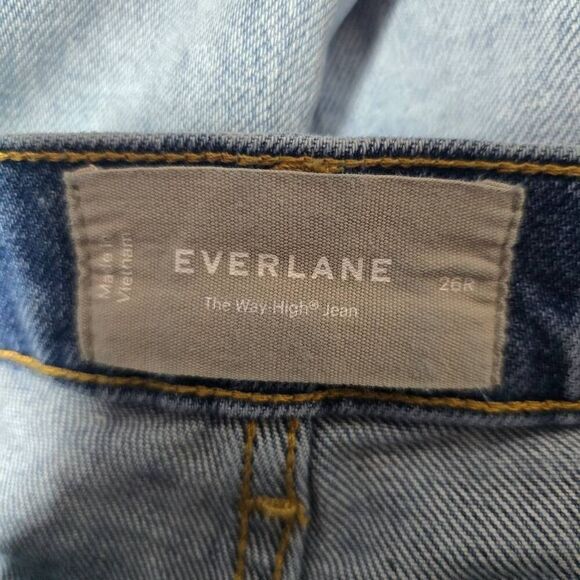 Made in
Vietnam
EVERLANE
The Way-High® Jean
26R